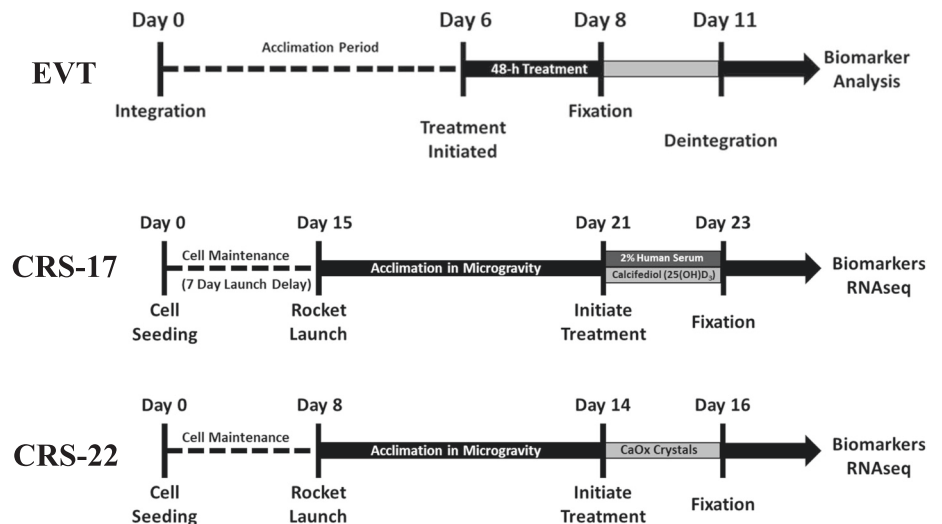 Day 0
Day 6
Day 8
Day 11
EVT
Acclimation Period
48-h Treatment
Biomarker
Analysis
Integration
Treatment
Initiated
Fixation
Deintegration
Day 0
Day 15
Day 21
Day 23
CRS-17
Cell Maintenance
(7 Day Launch Delay)
Acclimation in Microgravity
2% Human Serum
Calcifediol (25(OH)D₃)
Biomarkers
RNAseq
Cell
Seeding
Rocket
Launch
Initiate
Treatment
Fixation
Day 0
Day 8
Day 14
Day 16
CRS-22
Cell Maintenance
Acclimation in Microgravity
CaOx Crystals
Biomarkers
RNAseq
Cell
Seeding
Rocket
Launch
Initiate
Treatment
Fixation